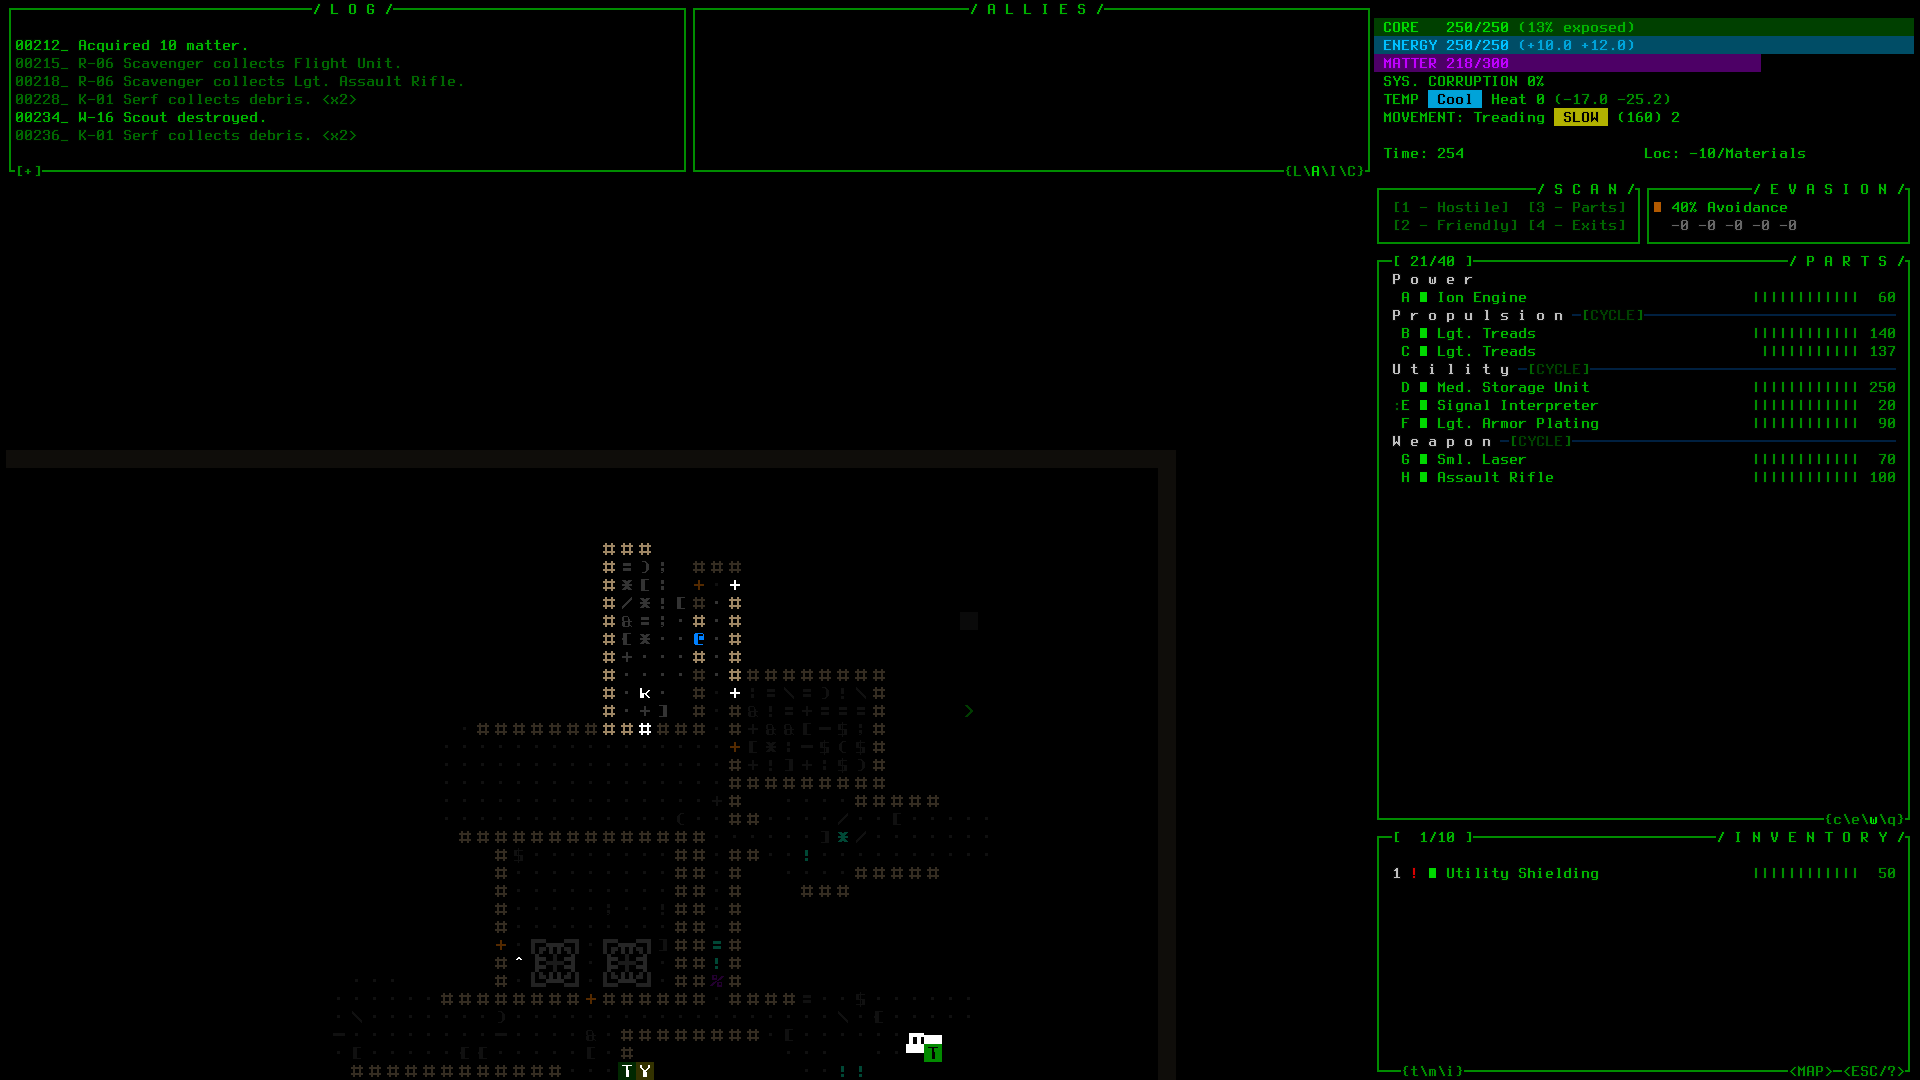 / L O G /
00212_ Acquired 10 matter.
00215_ R-06 Scavenger collects Flight Unit.
00218_ R-06 Scavenger collects Lgt. Assault Rifle.
00228_ K-01 Serf collects debris. <x2>
00234_ W-16 Scout destroyed.
00236_ K-01 Serf collects debris. <x2>
[+]
/ A L L I E S /
{L\A\I\C}
CORE 250/250 (13% exposed)
ENERGY 250/250 (+10.0 +12.0)
MATTER 218/300
SYS. CORRUPTION 0%
TEMP Cool Heat 0 (-17.0 -25.2)
MOVEMENT: Treading SLOW (160) 2
Time: 254 Loc: -10/Materials
/ S C A N /
[1 - Hostile] [3 - Parts]
[2 - Friendly] [4 - Exits]
/ E V A S I O N /
40% Avoidance
-0 -0 -0 -0 -0
[ 21/40 ] / P A R T S /
P o w e r
A Ion Engine 60
P r o p u l s i o n [CYCLE]
B Lgt. Treads 140
C Lgt. Treads 137
U t i l i t y [CYCLE]
D Med. Storage Unit 250
:E Signal Interpreter 20
F Lgt. Armor Plating 90
W e a p o n [CYCLE]
G Sml. Laser 70
H Assault Rifle 100
{c\e\w\q}
[ 1/10 ] / I N V E N T O R Y /
1 ! Utility Shielding 50
{t\m\i} <MAP> <ESC/?>
k
>
T
T Y